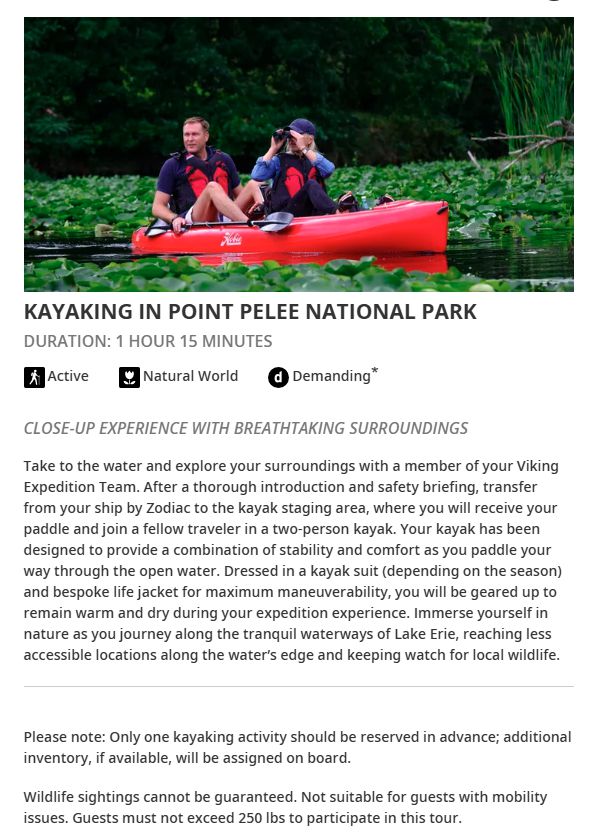 Hobie
KAYAKING IN POINT PELEE NATIONAL PARK
DURATION: 1 HOUR 15 MINUTES
Active Natural World d Demanding*
CLOSE-UP EXPERIENCE WITH BREATHTAKING SURROUNDINGS
Take to the water and explore your surroundings with a member of your Viking
Expedition Team. After a thorough introduction and safety briefing, transfer
from your ship by Zodiac to the kayak staging area, where you will receive your
paddle and join a fellow traveler in a two-person kayak. Your kayak has been
designed to provide a combination of stability and comfort as you paddle your
way through the open water. Dressed in a kayak suit (depending on the season)
and bespoke life jacket for maximum maneuverability, you will be geared up to
remain warm and dry during your expedition experience. Immerse yourself in
nature as you journey along the tranquil waterways of Lake Erie, reaching less
accessible locations along the water’s edge and keeping watch for local wildlife.
Please note: Only one kayaking activity should be reserved in advance; additional
inventory, if available, will be assigned on board.
Wildlife sightings cannot be guaranteed. Not suitable for guests with mobility
issues. Guests must not exceed 250 lbs to participate in this tour.